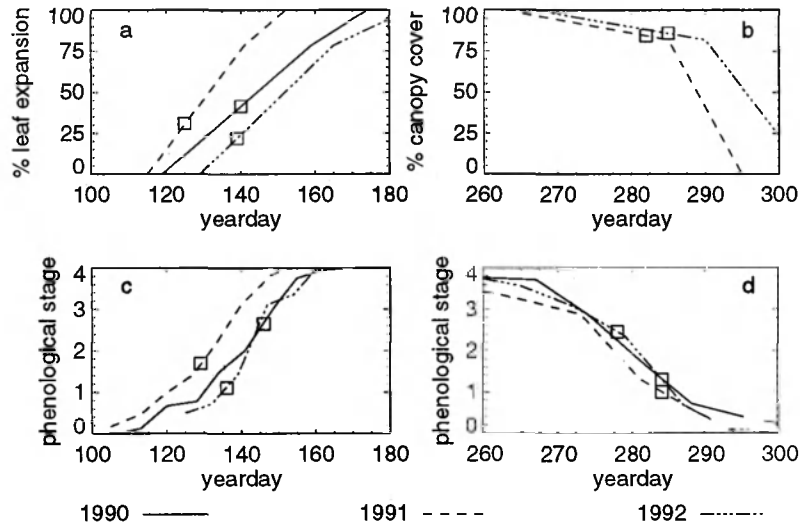 % leaf expansion
100
75
50
25
0
a
100 120 140 160 180
yearday
% canopy cover
100
75
50
25
0
b
260 270 280 290 300
yearday
phenological stage
4
3
2
1
0
c
100 120 140 160 180
yearday
phenological stage
4
3
2
1
0
d
260 270 280 290 300
yearday
1990 1991 1992